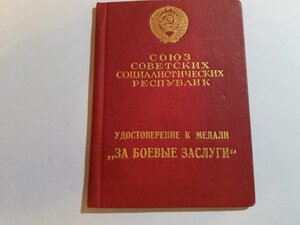 СОЮЗ
СОВЕТСКИХ
СОЦИАЛИСТИЧЕСКИХ
РЕСПУБЛИК
УДОСТОВЕРЕНИЕ К МЕДАЛИ
„ЗА БОЕВЫЕ ЗАСЛУГИ“